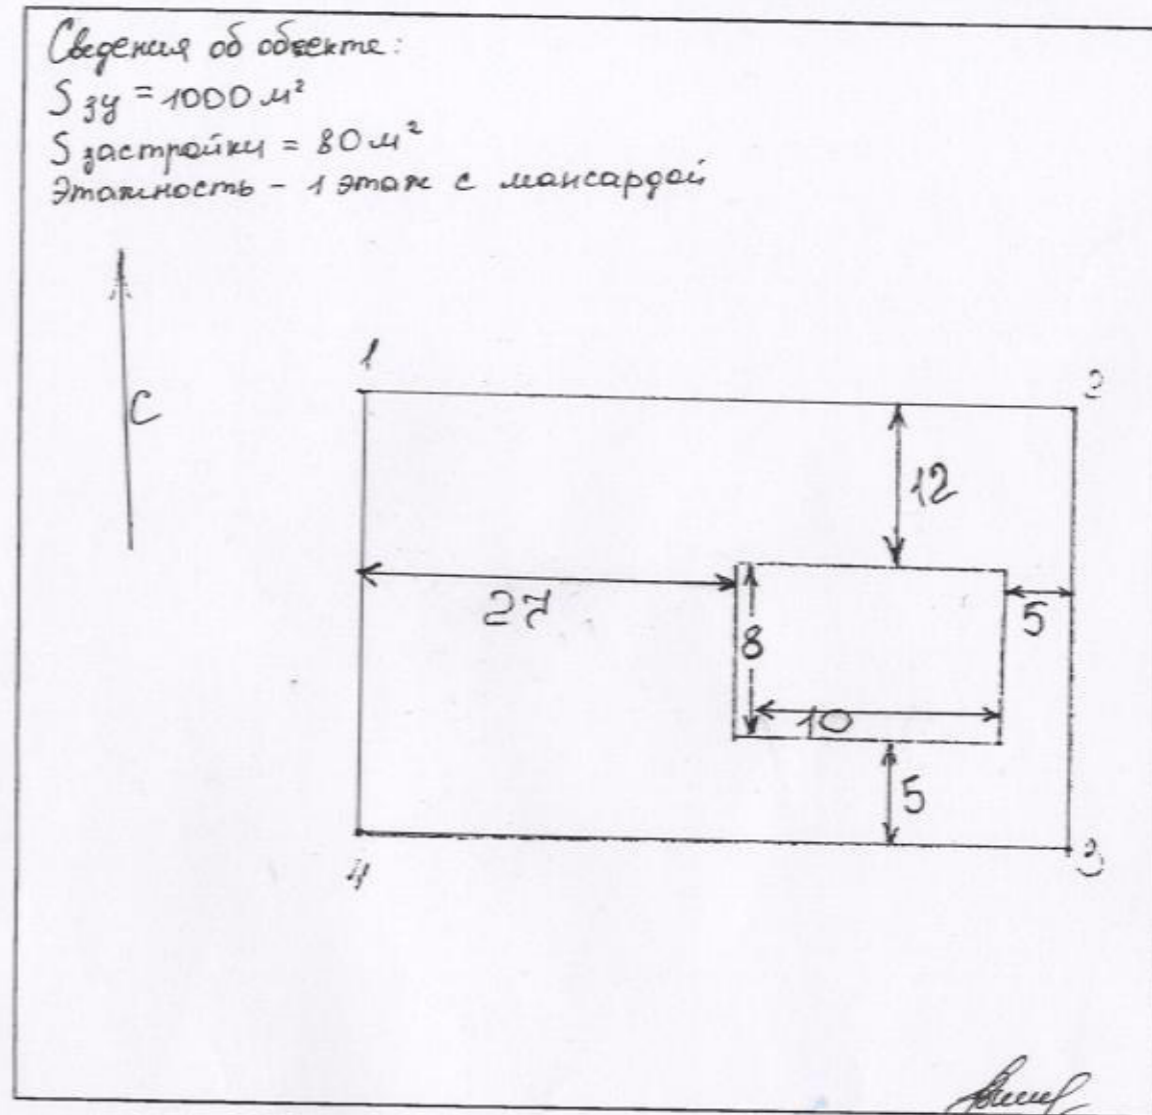 Сведения об объекте:
S зу = 1000 м²
S застройки = 80 м²
Этажность - 1 этаж с мансардой
С
1
2
12
27
5
8
10
5
4
3